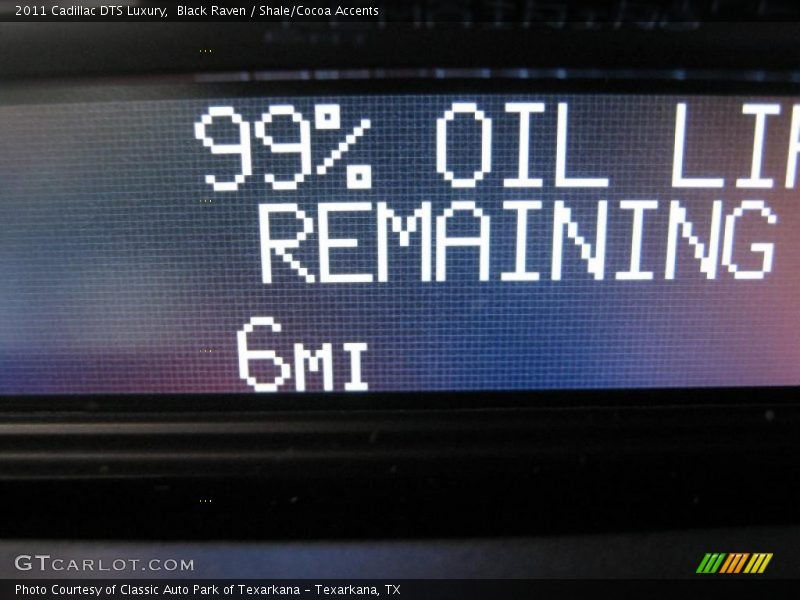 2011 Cadillac DTS Luxury,  Black Raven / Shale/Cocoa Accents
99% OIL
REMAINING
6MI
GTCARLOT.COM
Photo Courtesy of Classic Auto Park of Texarkana - Texarkana, TX